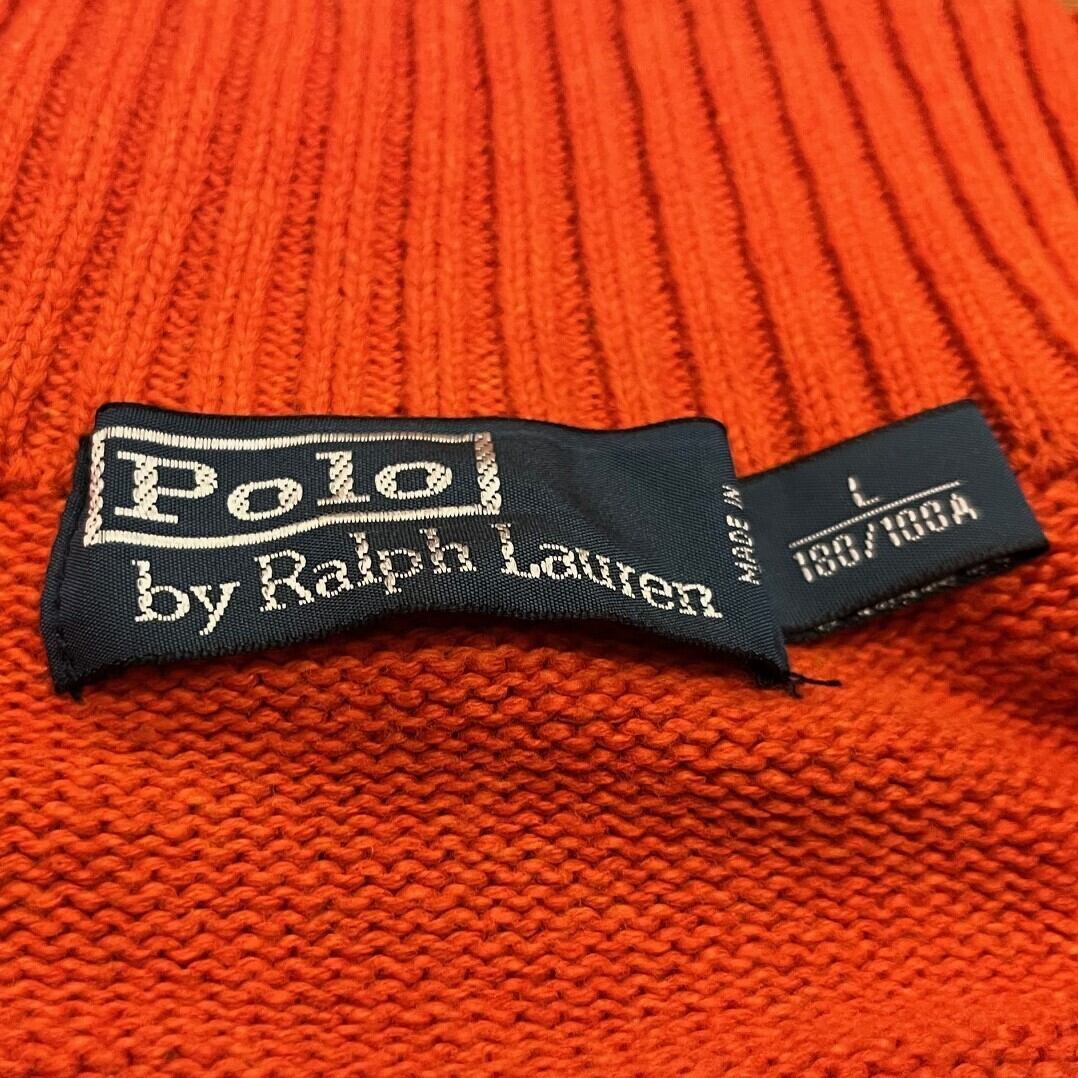 Polo
by Ralph Lauren
MADE IN
L
180/100A